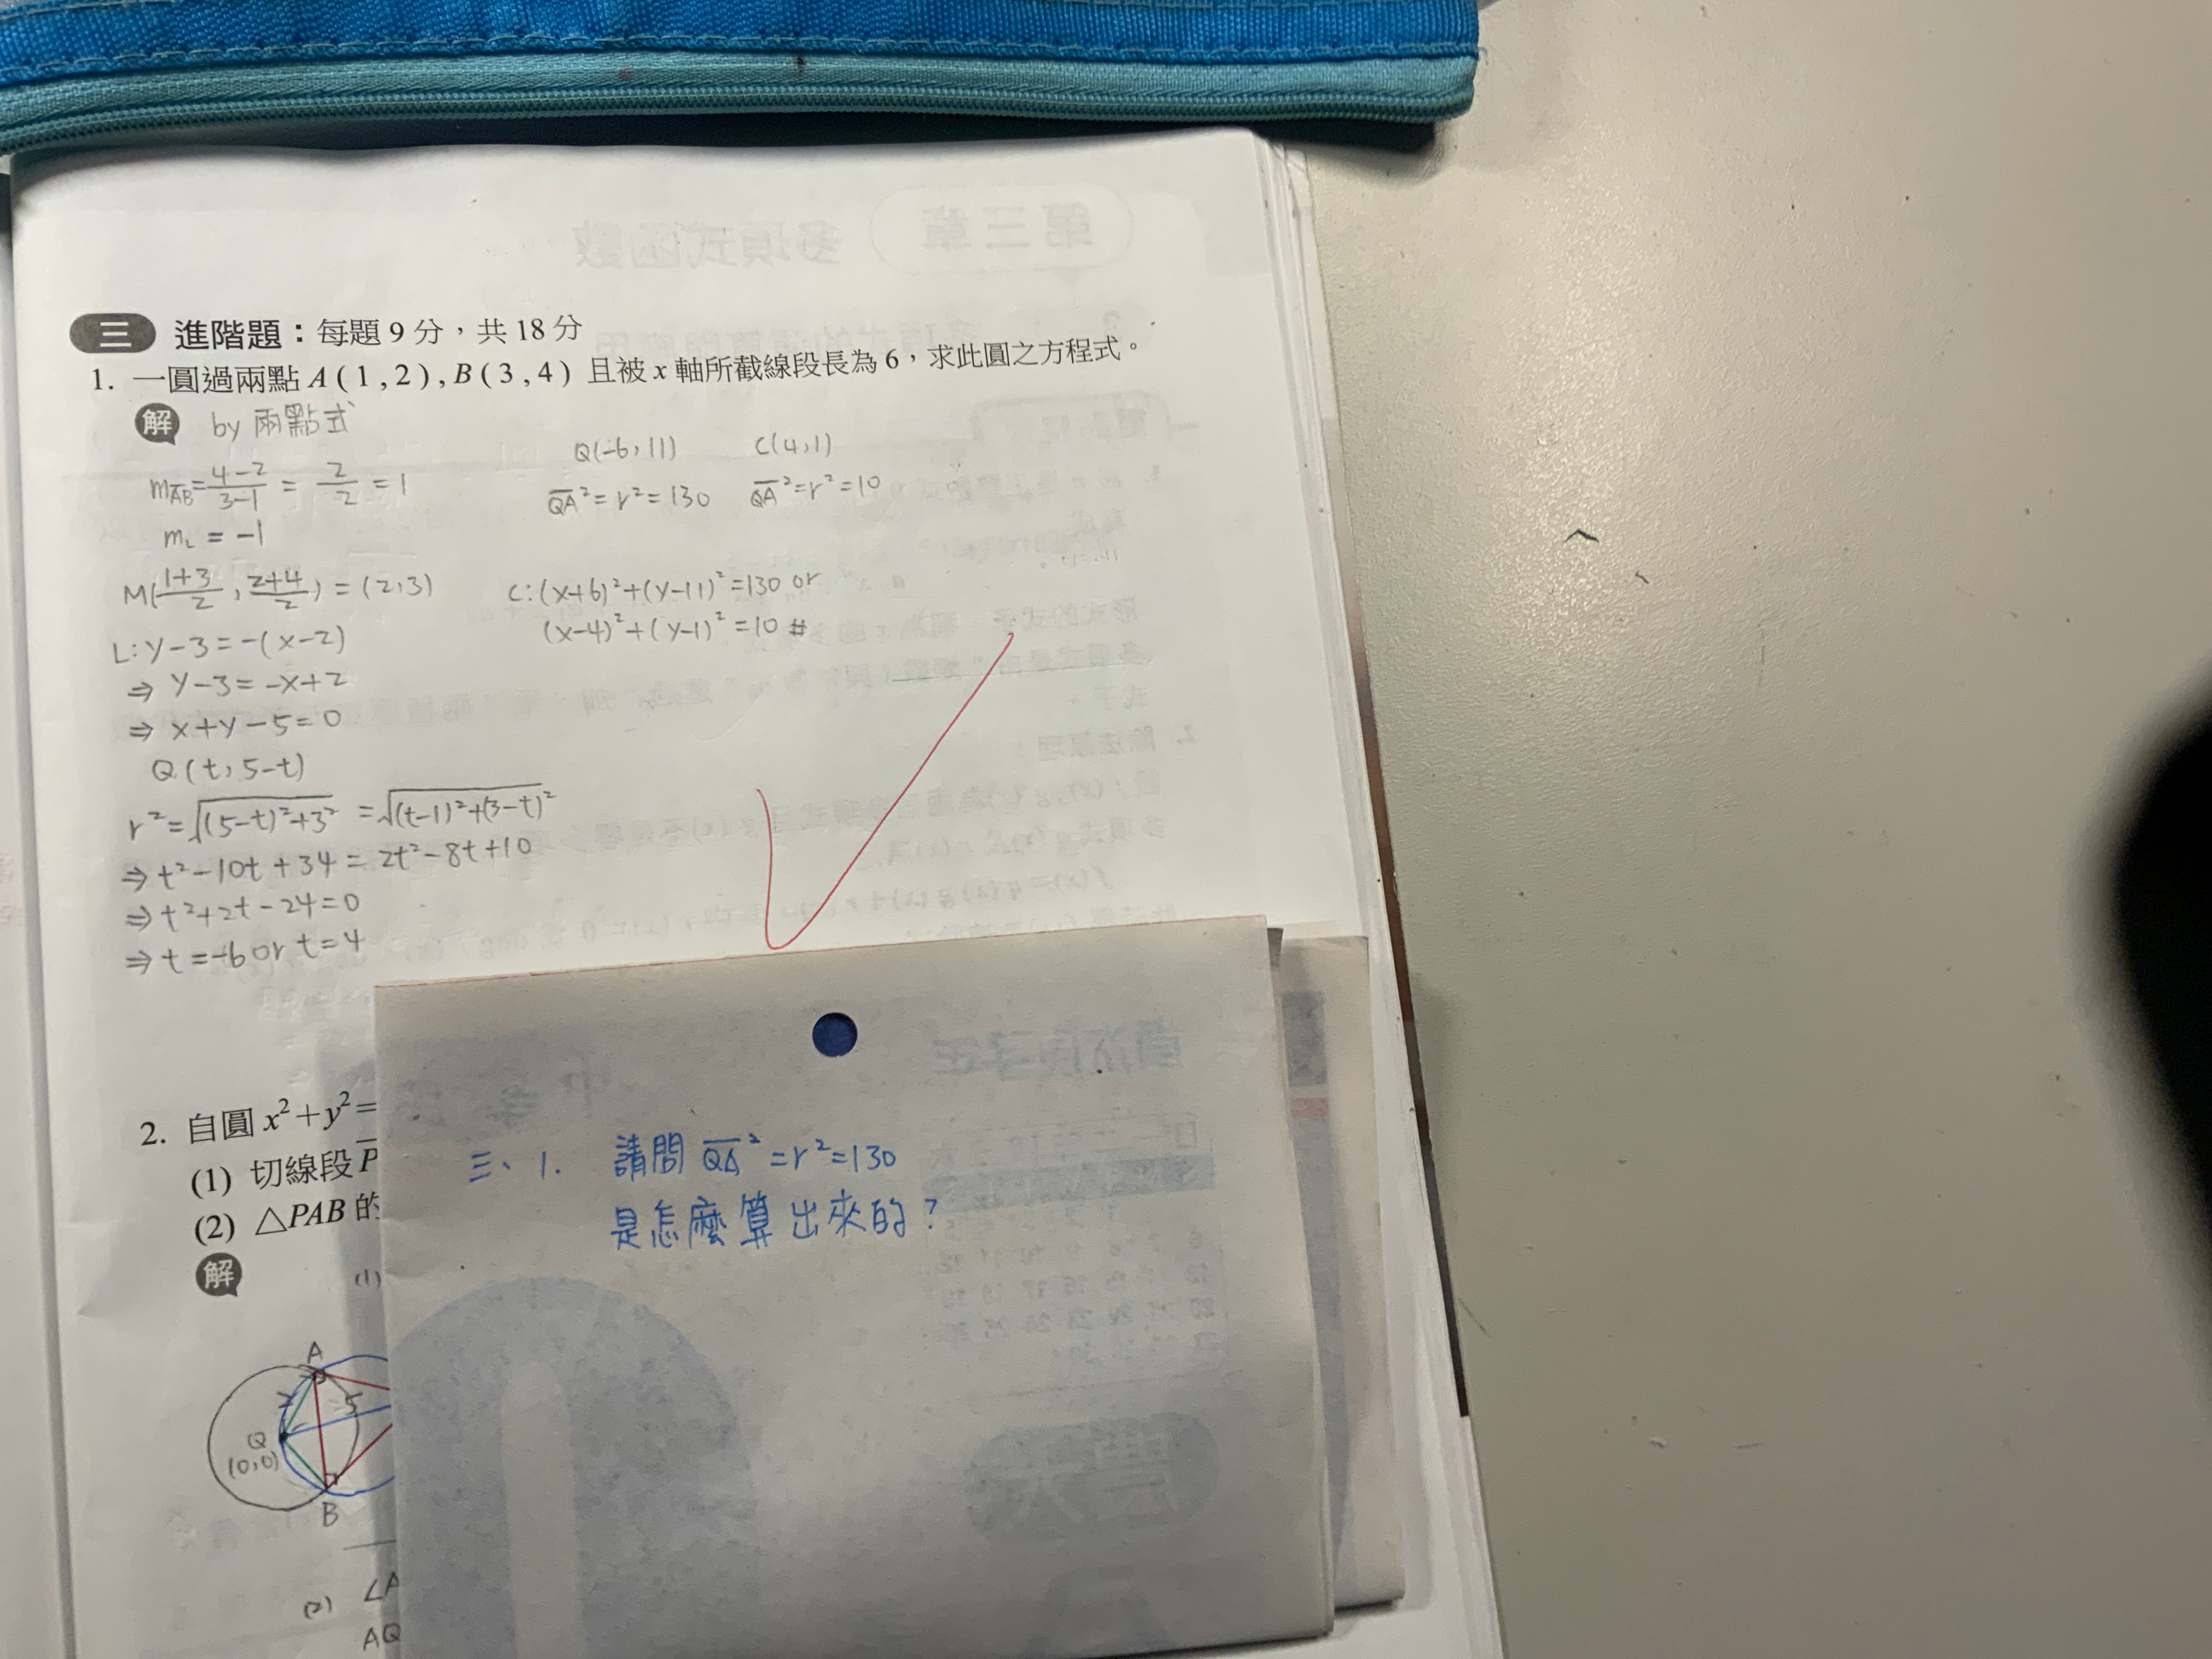 三 進階題：每題 9 分，共 18 分
1. 一圓過兩點 A(1,2),B(3,4) 且被 x 軸所截線段長為 6，求此圓之方程式。
解 by 兩點式
m_AB = (4-2)/(3-1) = 2/2 = 1
m_L = -1
M((1+3)/2, (2+4)/2) = (2,3)
L: y-3=-(x-2)
⇒ y-3=-x+2
⇒ x+y-5=0
Q(t, 5-t)
r²=√((5-t)²+3²) =√((t-1)²+(3-t)²)
⇒ t²-10t+34 = 2t²-8t+10
⇒ t²+2t-24=0
⇒ t=-6 or t=4
Q(-6,11) C(4,1)
QA²=r²=130 QA²=r²=10
C:(x+6)²+(y-11)²=130 or
(x-4)²+(y-1)²=10 #
三、1. 請問 QA²=r²=130
是怎麼算出來的？
2. 自圓 x²+y²=
(1) 切線段 P
(2) △PAB 的
解
(1)
A
5
Q
(0,0)
B
(2) ∠A
AQ